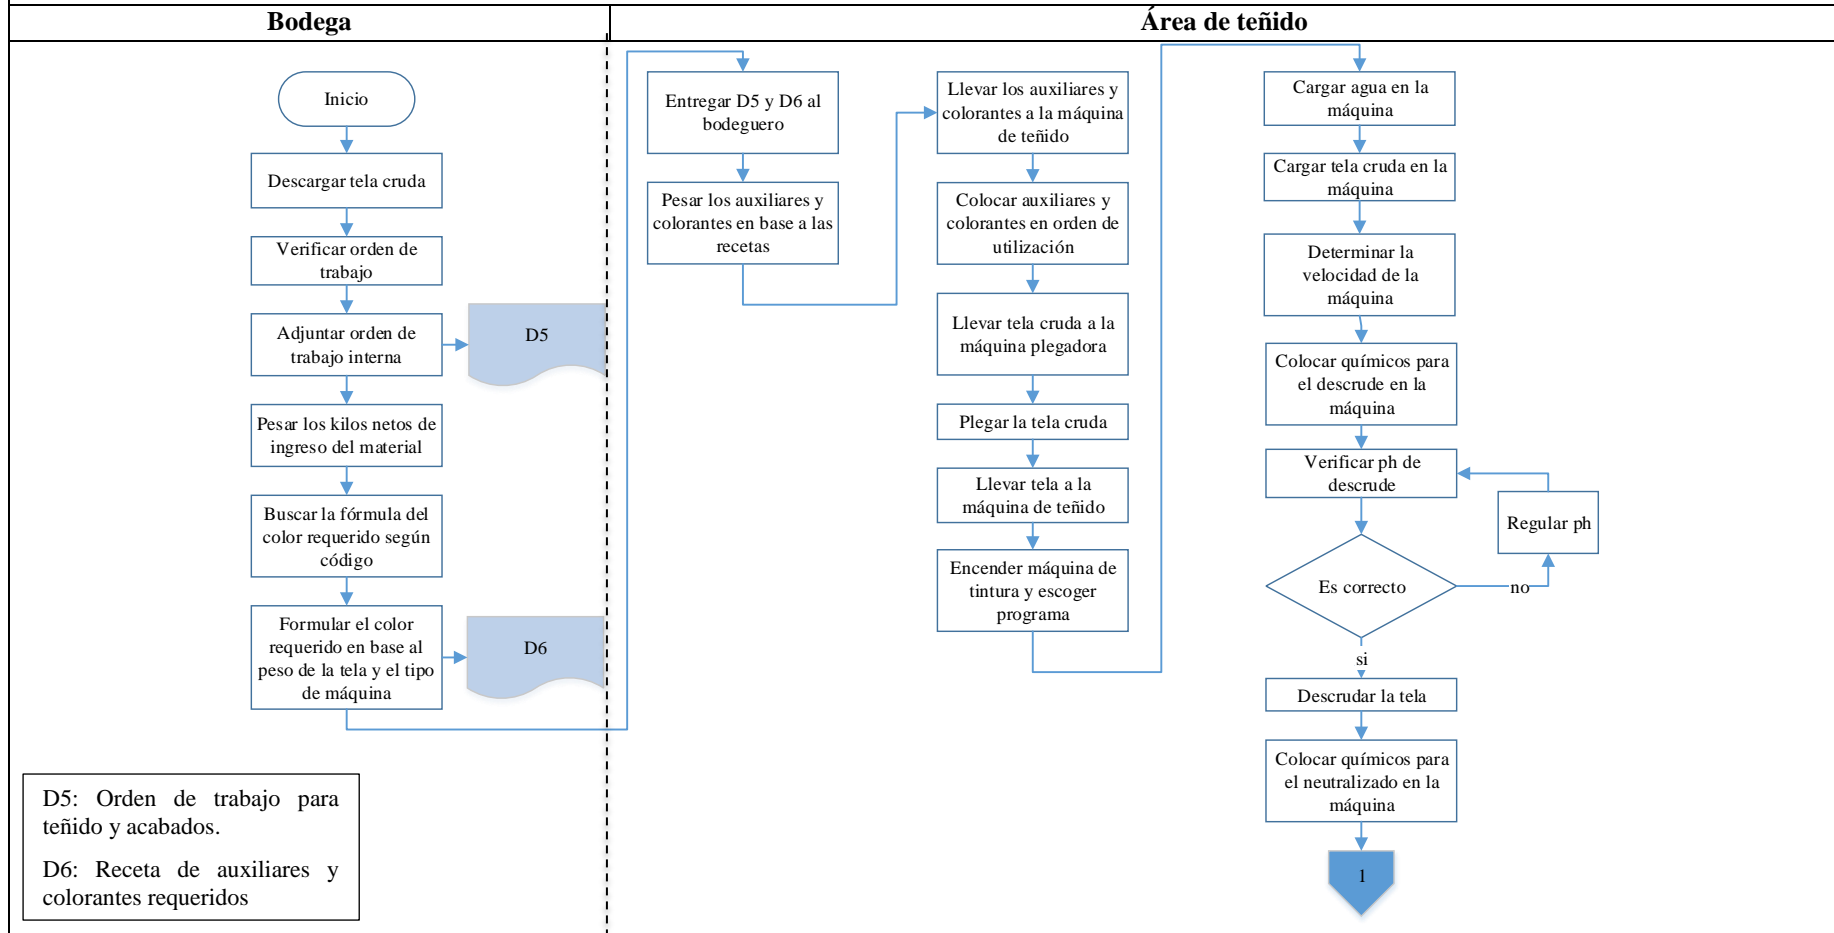 Bodega
Área de teñido
Inicio
Descargar tela cruda
Verificar orden de
trabajo
Adjuntar orden de
trabajo interna
D5
Pesar los kilos netos de
ingreso del material
Buscar la fórmula del
color requerido según
código
Formular el color
requerido en base al
peso de la tela y el tipo
de máquina
D6
D5: Orden de trabajo para
teñido y acabados.
D6: Receta de auxiliares y
colorantes requeridos
Entregar D5 y D6 al
bodeguero
Pesar los auxiliares y
colorantes en base a las
recetas
Llevar los auxiliares y
colorantes a la máquina
de teñido
Colocar auxiliares y
colorantes en orden de
utilización
Llevar tela cruda a la
máquina plegadora
Plegar la tela cruda
Llevar tela a la
máquina de teñido
Encender máquina de
tintura y escoger
programa
Cargar agua en la
máquina
Cargar tela cruda en la
máquina
Determinar la
velocidad de la
máquina
Colocar químicos para
el descrude en la
máquina
Verificar ph de
descrude
Regular ph
Es correcto
no
si
Descrudar la tela
Colocar químicos para
el neutralizado en la
máquina
1